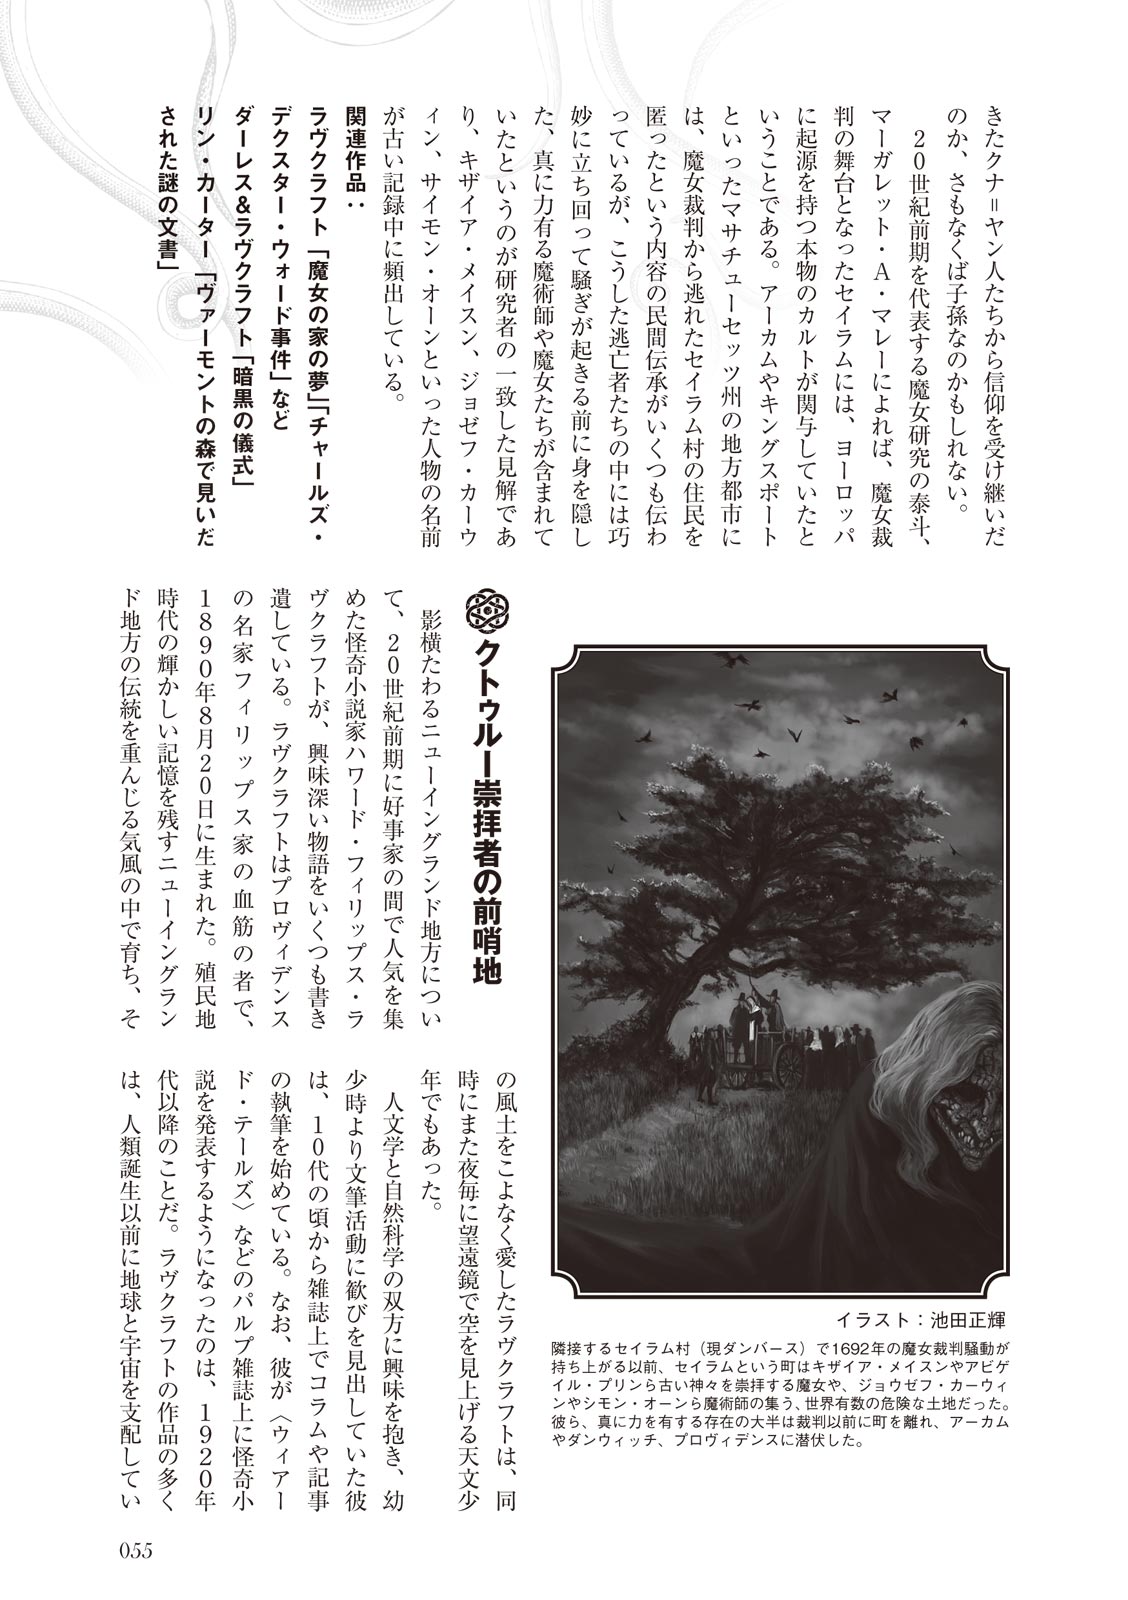 きたクナ＝ヤン人たちから信仰を受け継いだ
のか、さもなくば子孫なのかもしれない。
　20世紀前期を代表する魔女研究の泰斗、
マーガレット・A・マレーによれば、魔女裁
判の舞台となったセイラムには、ヨーロッパ
に起源を持つ本物のカルトが関与していたと
いうことである。アーカムやキングスポート
といったマサチューセッツ州の地方都市に
は、魔女裁判から逃れたセイラム村の住民を
匿ったという内容の民間伝承がいくつも伝わ
っているが、こうした逃亡者たちの中には巧
妙に立ち回って騒ぎが起きる前に身を隠し
た、真に力有る魔術師や魔女たちが含まれて
いたというのが研究者の一致した見解であ
り、キザイア・メイスン、ジョゼフ・カーウ
ィン、サイモン・オーンといった人物の名前
が古い記録中に頻出している。
関連作品：
ラヴクラフト「魔女の家の夢」「チャールズ・
デクスター・ウォード事件」など
ダーレス&ラヴクラフト「暗黒の儀式」
リン・カーター「ヴァーモントの森で見いだ
された謎の文書」
イラスト：池田正輝
隣接するセイラム村（現ダンバース）で1692年の魔女裁判騒動が
持ち上がる以前、セイラムという町はキザイア・メイスンやアビゲ
イル・プリンら古い神々を崇拝する魔女や、ジョウゼフ・カーウィ
ンやシモン・オーンら魔術師の集う、世界有数の危険な土地だった。
彼ら、真に力を有する存在の大半は裁判以前に町を離れ、アーカム
やダンウィッチ、プロヴィデンスに潜伏した。
クトゥルー崇拝者の前哨地
　影横たわるニューイングランド地方につい
て、20世紀前期に好事家の間で人気を集
めた怪奇小説家ハワード・フィリップス・ラ
ヴクラフトが、興味深い物語をいくつも書き
遺している。ラヴクラフトはプロヴィデンス
の名家フィリップス家の血筋の者で、
1890年8月20日に生まれた。殖民地
時代の輝かしい記憶を残すニューイングラン
ド地方の伝統を重んじる気風の中で育ち、そ
の風土をこよなく愛したラヴクラフトは、同
時にまた夜毎に望遠鏡で空を見上げる天文少
年でもあった。
　人文学と自然科学の双方に興味を抱き、幼
少時より文筆活動に歓びを見出していた彼
は、10代の頃から雑誌上でコラムや記事
の執筆を始めている。なお、彼が〈ウィアー
ド・テールズ〉などのパルプ雑誌上に怪奇小
説を発表するようになったのは、1920年
代以降のことだ。ラヴクラフトの作品の多く
は、人類誕生以前に地球と宇宙を支配してい
055